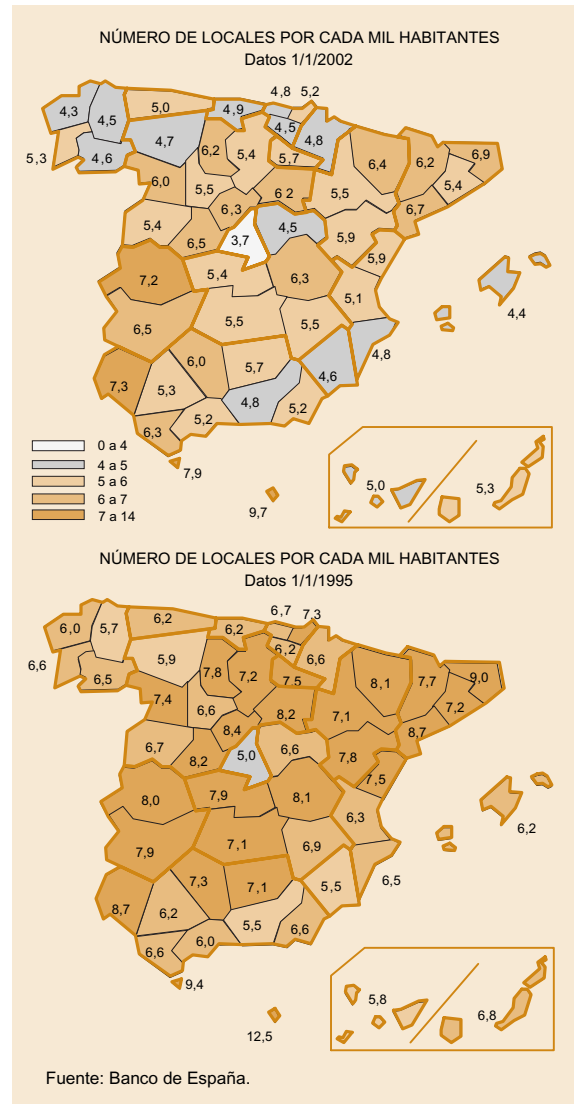 NÚMERO DE LOCALES POR CADA MIL HABITANTES
Datos 1/1/2002
4,8 5,2
4,3 4,5 5,0 4,9
4,7 4,5 4,8
5,3 4,6 6,2 5,4 5,7 6,4 6,2 6,9
6,0 5,5 6 2 5,5 5,4
6,3 6,7
5,4 6,5 3,7 4,5 5,9 5,9
7,2 5,4 6,3
5,1 4,4
6,5 5,5 5,5
4,8
7,3 5,3 6,0 5,7 4,6
6,3 5,2 4,8 5,2
0 a 4
4 a 5
5 a 6
6 a 7
7 a 14
7,9
9,7
5,0 5,3
NÚMERO DE LOCALES POR CADA MIL HABITANTES
Datos 1/1/1995
6,7 7,3
6,0 5,7 6,2 6,2
5,9 6,2 6,6
6,6 6,5 7,8 7,2 7,5 8,1 7,7 9,0
7,4 6,6 8,2 7,1 7,2
8,4 8,7
6,7 8,2 5,0 6,6 7,8 7,5
8,0 7,9 8,1
6,3 6,2
7,9 7,1 6,9
6,5
8,7 6,2 7,3 7,1 5,5
6,6 6,0 5,5 6,6
9,4
12,5
5,8 6,8
Fuente: Banco de España.